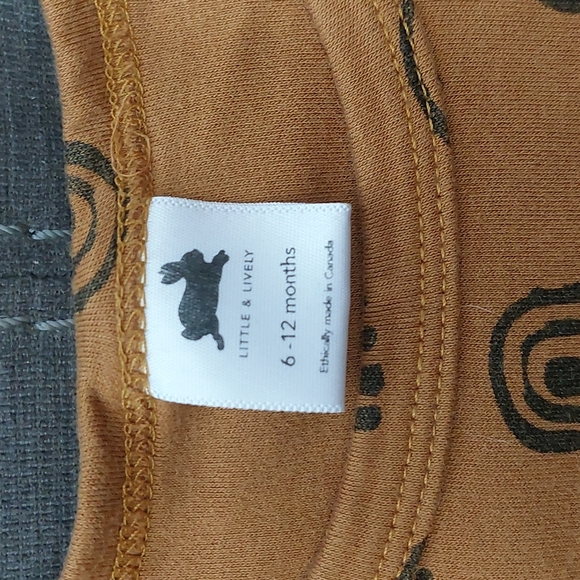 LITTLE & LIVELY
6-12 months
Ethically made in Canada